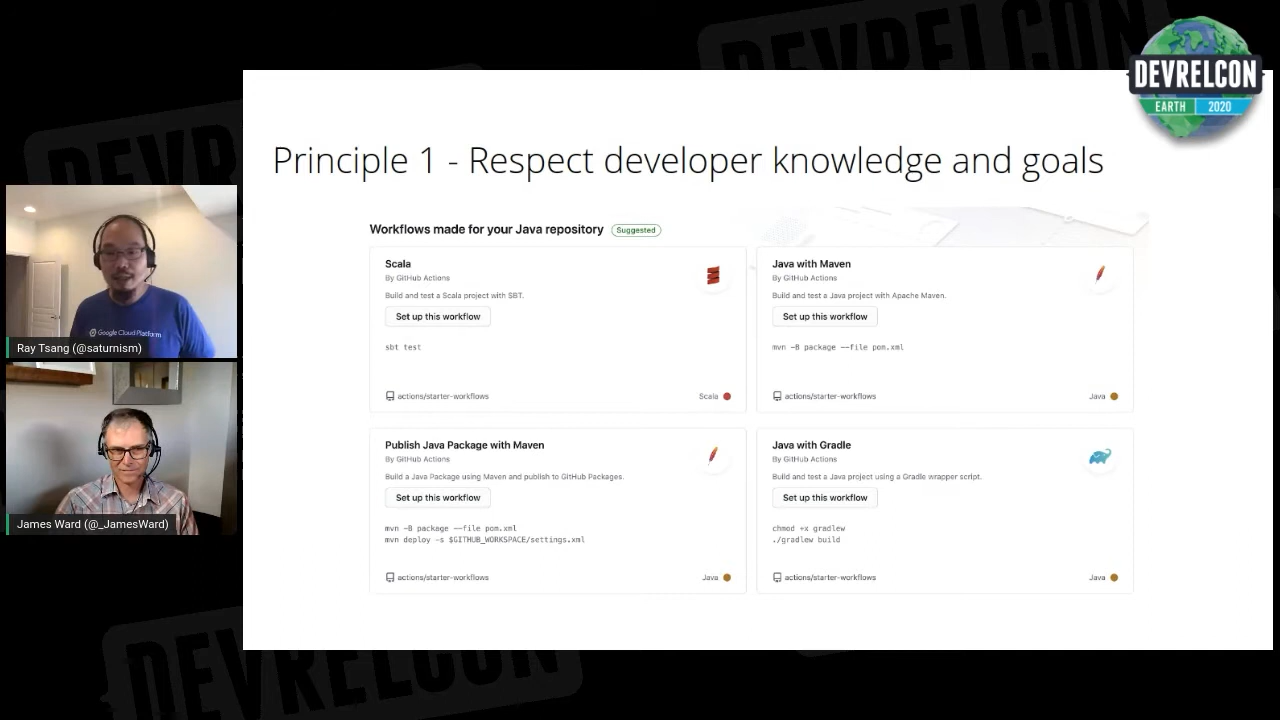 DEVRELCON
DEVRELCON
EARTH 2020
Principle 1 - Respect developer knowledge and goals
Workflows made for your Java repository Suggested
Scala
By GitHub Actions
Build and test a Scala project with SBT.
Set up this workflow
sbt test
actions/starter-workflows
Scala
Java with Maven
By GitHub Actions
Build and test a Java project with Apache Maven.
Set up this workflow
mvn -B package --file pom.xml
actions/starter-workflows
Java
Publish Java Package with Maven
By GitHub Actions
Build a Java Package using Maven and publish to GitHub Packages.
Set up this workflow
mvn -B package --file pom.xml
mvn deploy -s $GITHUB_WORKSPACE/settings.xml
actions/starter-workflows
Java
Java with Gradle
By GitHub Actions
Build and test a Java project using a Gradle wrapper script.
Set up this workflow
chmod +x gradlew
./gradlew build
actions/starter-workflows
Java
Google Cloud Platform
Ray Tsang (@saturnism)
James Ward (@_JamesWard)
DEVRELCON